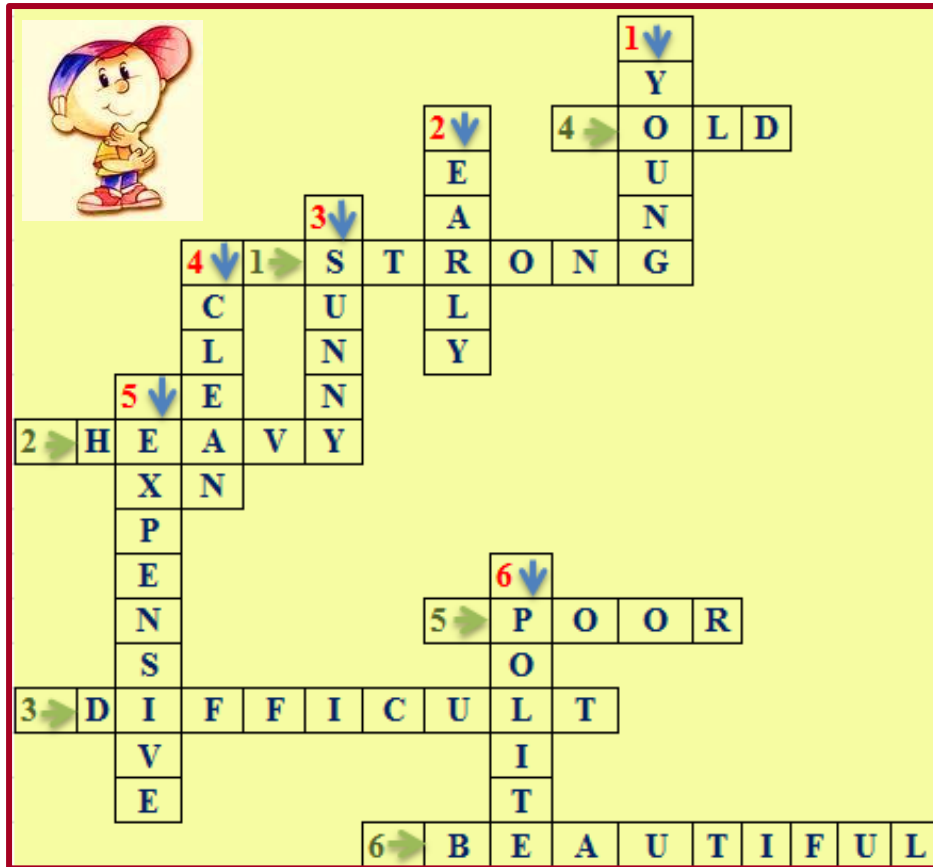 1
Y
2 4 O L D
E U
3 A N
4 1 S T R O N G
C U L
L N Y
5 E N
2 H E A V Y
X N
P
E 6
N 5 P O O R
S O
3 D I F F I C U L T
V I
E T
6 B E A U T I F U L